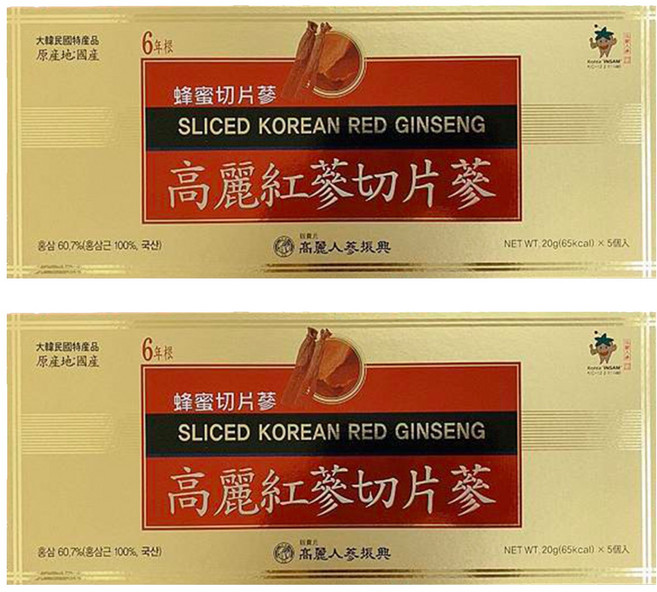 大韓民國特産品
原産地:國産
6年根
Korea "INSAM"
蜂蜜切片蔘
SLICED KOREAN RED GINSENG
高麗紅蔘切片蔘
홍삼 60.7%(홍삼근 100%, 국산)
高麗人蔘振興
NET WT. 20g(65kcal) × 5個入
大韓民國特産品
原産地:國産
6年根
Korea "INSAM"
蜂蜜切片蔘
SLICED KOREAN RED GINSENG
高麗紅蔘切片蔘
홍삼 60.7%(홍삼근 100%, 국산)
高麗人蔘振興
NET WT. 20g(65kcal) × 5個入